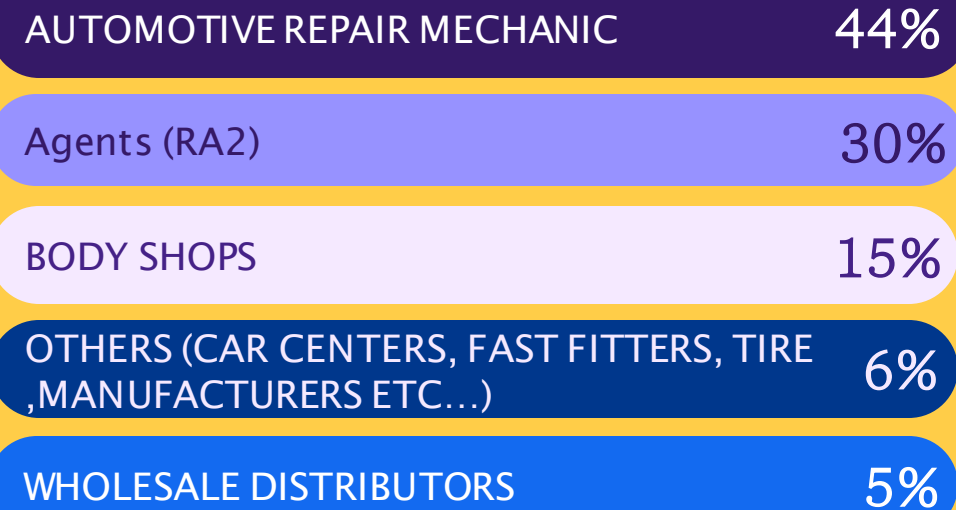 AUTOMOTIVE REPAIR MECHANIC 44%
Agents (RA2) 30%
BODY SHOPS 15%
OTHERS (CAR CENTERS, FAST FITTERS, TIRE
,MANUFACTURERS ETC...) 6%
WHOLESALE DISTRIBUTORS 5%